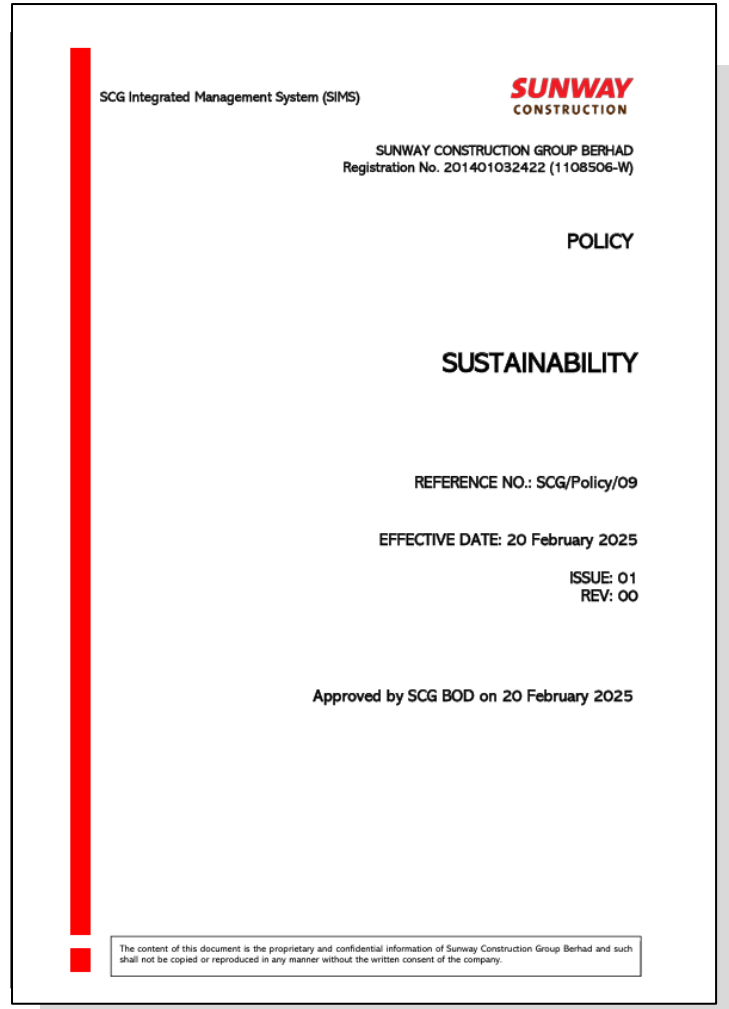 SCG Integrated Management System (SIMS)
SUNWAY
CONSTRUCTION
SUNWAY CONSTRUCTION GROUP BERHAD
Registration No. 201401032422 (1108506-W)
POLICY
SUSTAINABILITY
REFERENCE NO.: SCG/Policy/09
EFFECTIVE DATE: 20 February 2025
ISSUE: 01
REV: 00
Approved by SCG BOD on 20 February 2025
The content of this document is the proprietary and confidential information of Sunway Construction Group Berhad and such
shall not be copied or reproduced in any manner without the written consent of the company.